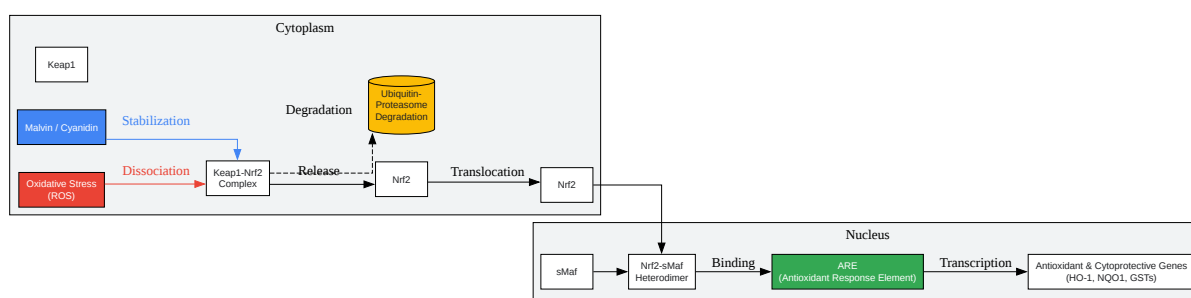 Cytoplasm
Keap1
Ubiquitin-
Proteasome
Degradation
Degradation
Malvin / Cyanidin
Stabilization
Oxidative Stress
(ROS)
Dissociation
Keap1-Nrf2
Complex
Release
Nrf2
Translocation
Nrf2
Nucleus
sMaf
Nrf2-sMaf
Heterodimer
Binding
ARE
(Antioxidant Response Element)
Transcription
Antioxidant & Cytoprotective Genes
(HO-1, NQO1, GSTs)